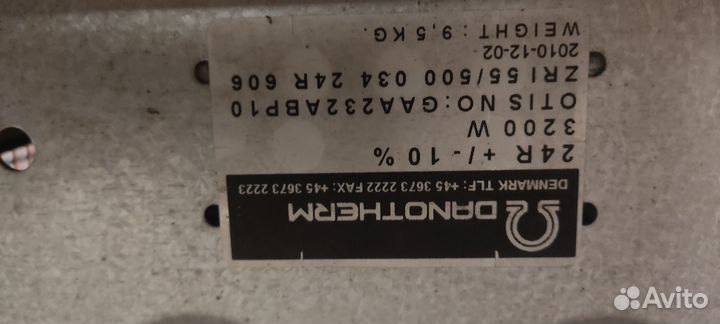 DANOTHERM
DENMARK TLF: +45 3673 2222 FAX: +45 3673 2223
24R +/- 10 %
3200 W
OTIS NO: GAA232ABP10
ZRI 55/500 034 24R 606
2010-12-02
WEIGHT: 9,5 KG.
Avito